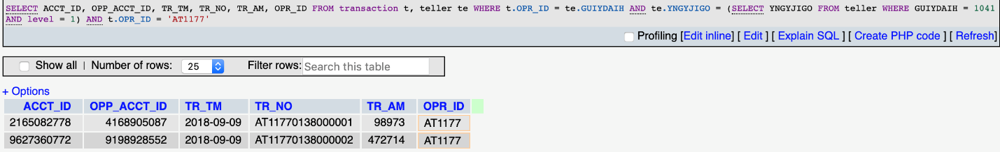 SELECT ACCT_ID, OPP_ACCT_ID, TR_TM, TR_NO, TR_AM, OPR_ID FROM transaction t, teller te WHERE t.OPR_ID = te.GUIYDAIH AND te.YNGYJIGO = (SELECT YNGYJIGO FROM teller WHERE GUIYDAIH = 1041
AND level = 1) AND t.OPR_ID = 'AT1177'
Profiling [Edit inline] [ Edit ] [ Explain SQL ] [ Create PHP code ] [ Refresh]
Show all | Number of rows: 25 Filter rows: Search this table
+ Options
ACCT_ID OPP_ACCT_ID TR_TM TR_NO TR_AM OPR_ID
2165082778 4168905087 2018-09-09 AT11770138000001 98973 AT1177
9627360772 9198928552 2018-09-09 AT11770138000002 472714 AT1177